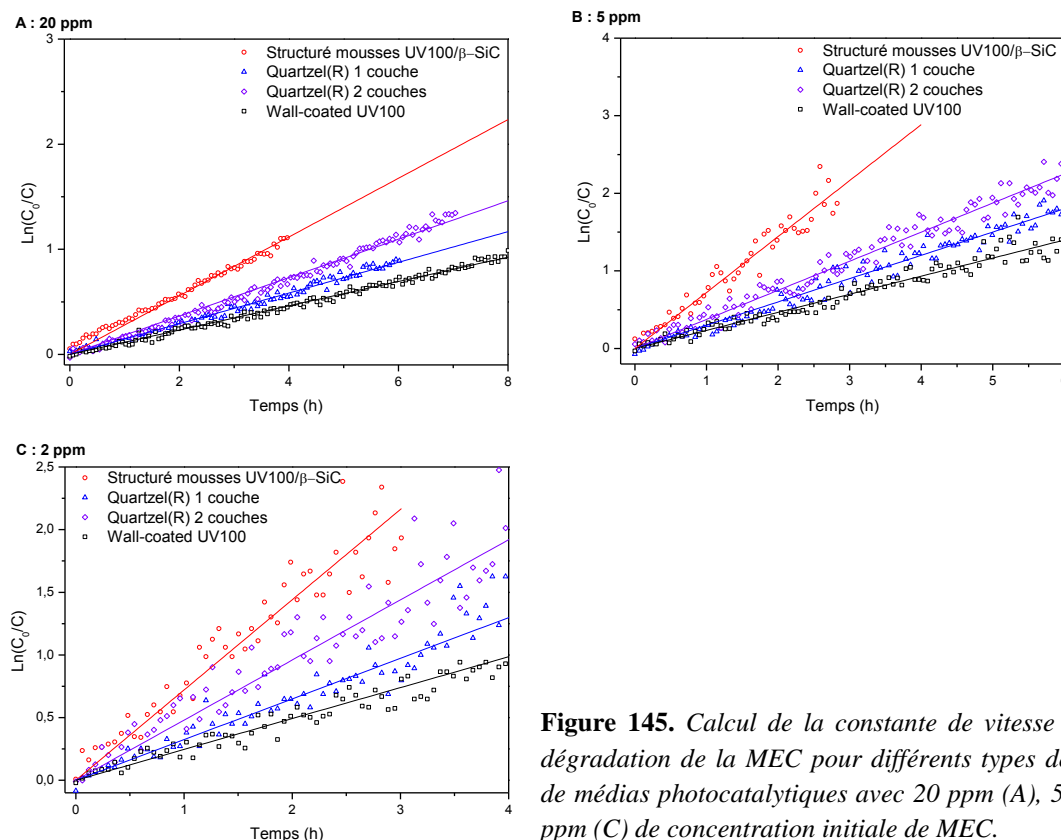 A : 20 ppm
Structuré mousses UV100/β–SiC
Quartzel(R) 1 couche
Quartzel(R) 2 couches
Wall-coated UV100
3
2
1
0
Ln(C0/C)
0 2 4 6 8
Temps (h)
B : 5 ppm
Structuré mousses UV100/β–SiC
Quartzel(R) 1 couche
Quartzel(R) 2 couches
Wall-coated UV100
4
3
2
1
0
Ln(C0/C)
0 1 2 3 4 5
Temps (h)
C : 2 ppm
Structuré mousses UV100/β–SiC
Quartzel(R) 1 couche
Quartzel(R) 2 couches
Wall-coated UV100
2,5
2,0
1,5
1,0
0,5
0,0
Ln(C0/C)
0 1 2 3 4
Temps (h)
Figure 145. Calcul de la constante de vitesse
dégradation de la MEC pour différents types de
de médias photocatalytiques avec 20 ppm (A), 5
ppm (C) de concentration initiale de MEC.